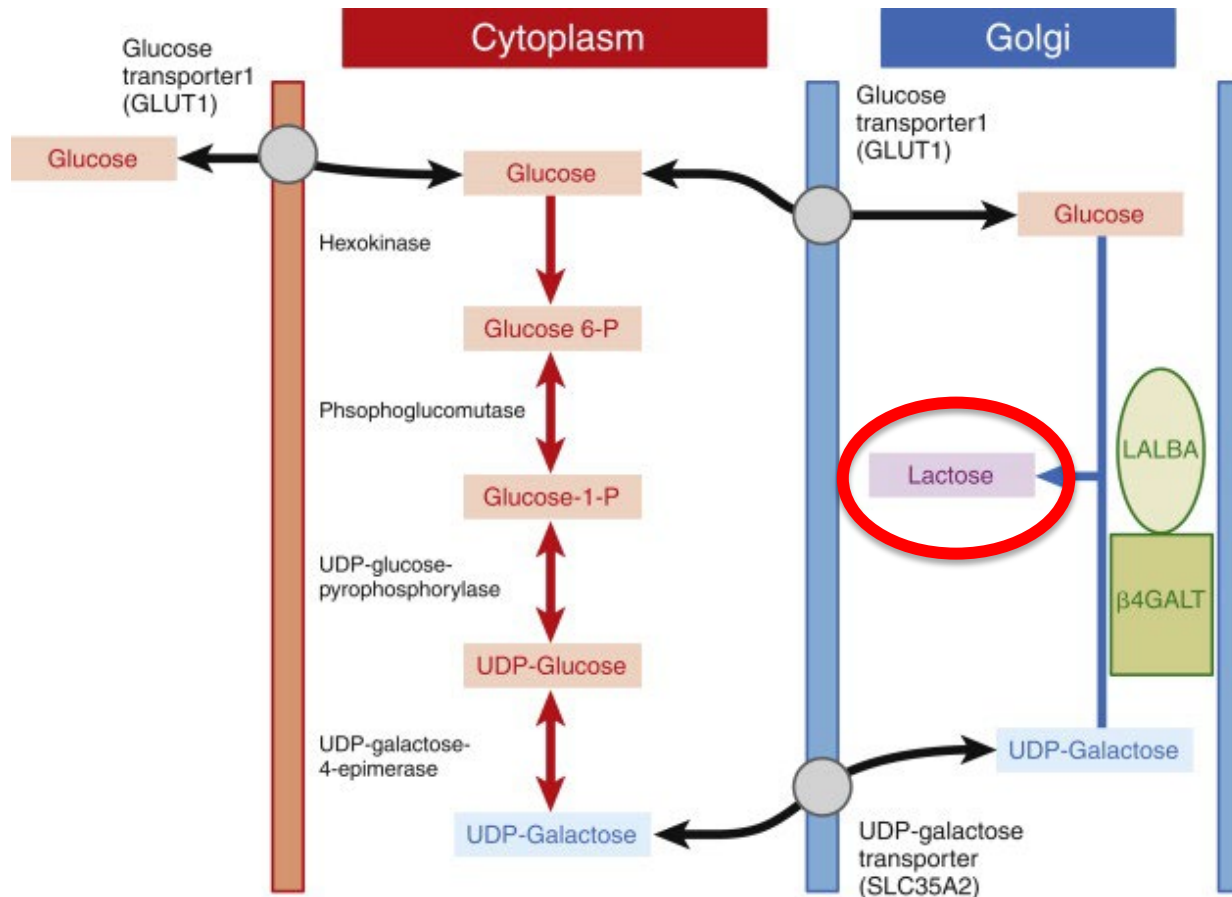 Cytoplasm
Golgi
Glucose
transporter1
(GLUT1)
Glucose
transporter1
(GLUT1)
Glucose
Glucose
Glucose
Hexokinase
Glucose 6-P
Phsophoglucomutase
LALBA
Lactose
Glucose-1-P
UDP-glucose-
pyrophosphorylase
β4GALT
UDP-Glucose
UDP-galactose-
4-epimerase
UDP-Galactose
UDP-Galactose
UDP-galactose
transporter
(SLC35A2)